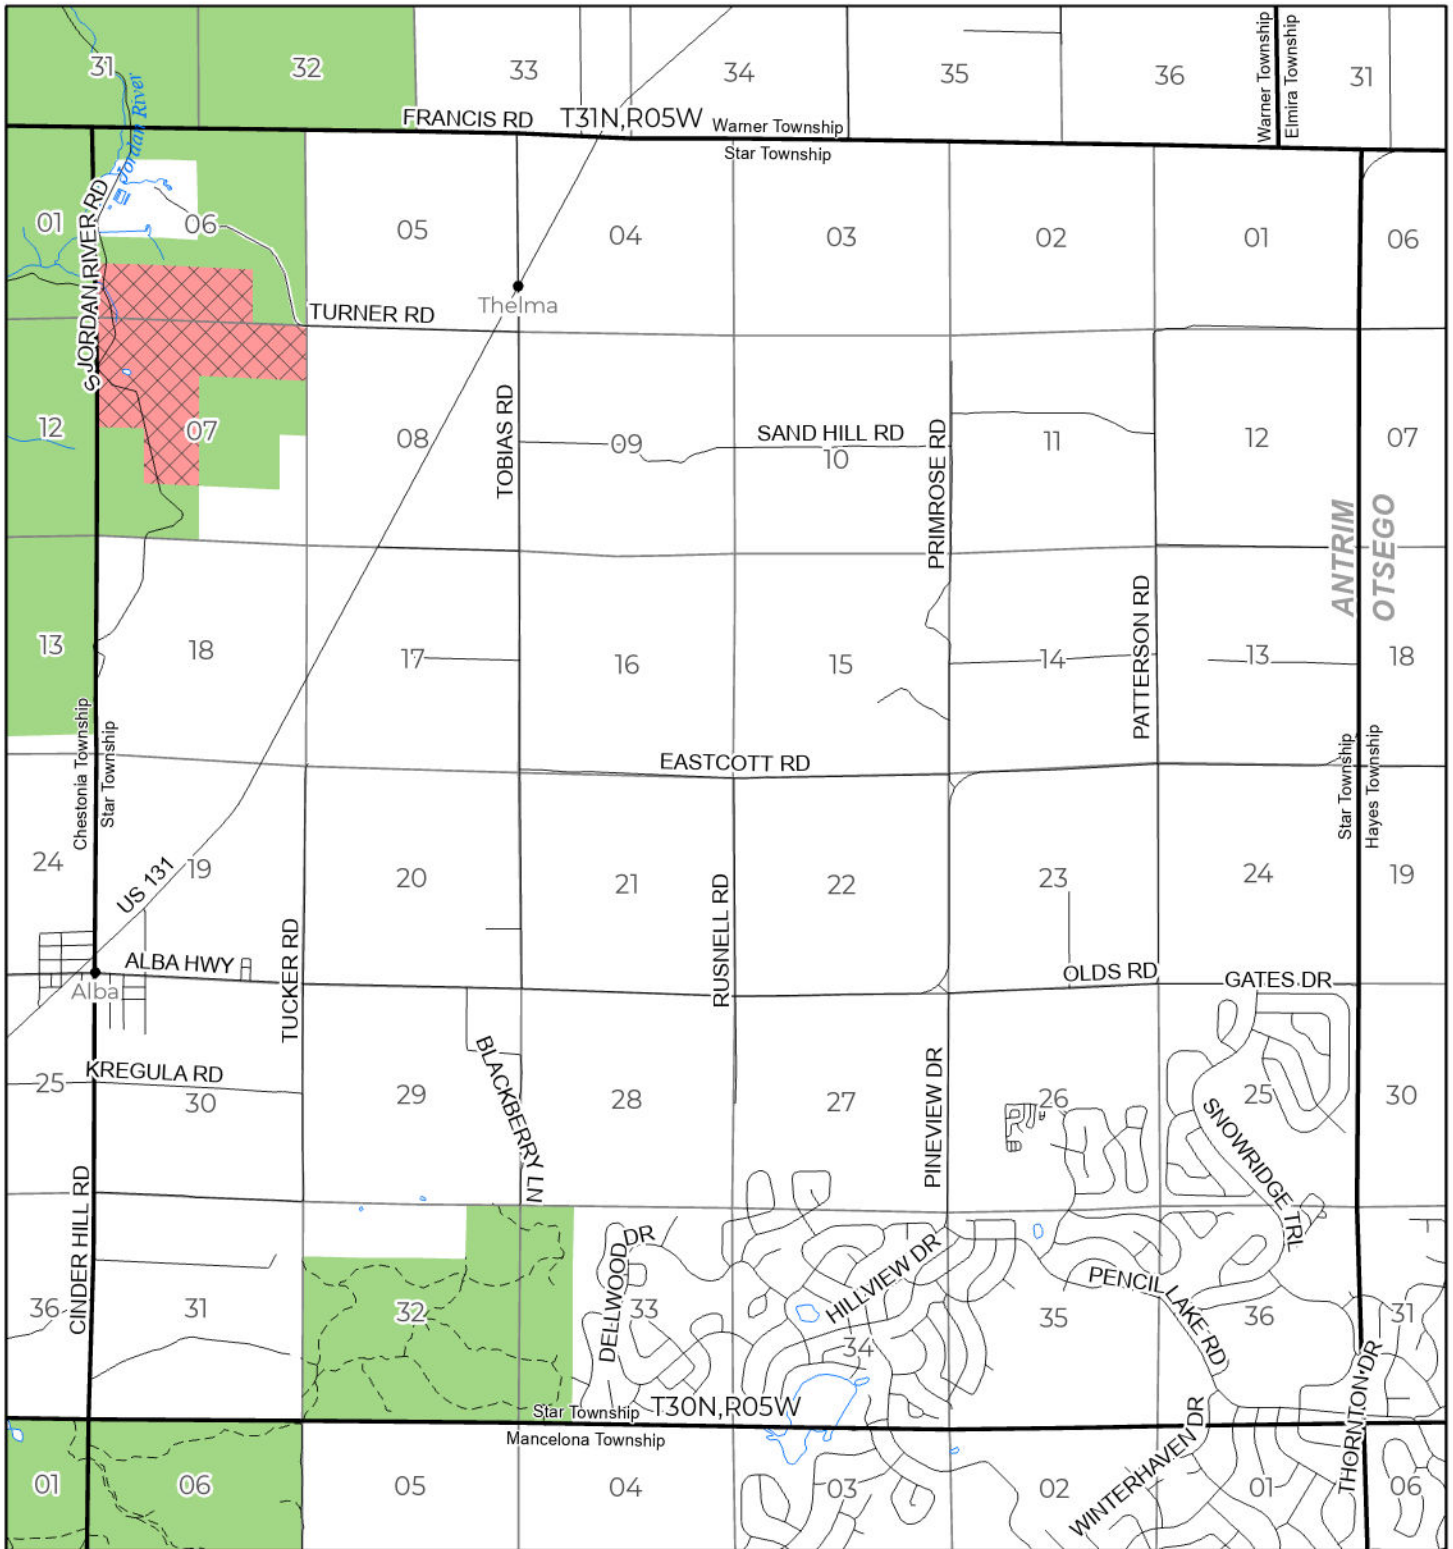 31
32
33
34
35
36
Warner Township
Elmira Township
31
Jordan River
FRANCIS RD
T31N,R05W
Warner Township
Star Township
01
S JORDAN RIVER RD
06
05
04
03
02
01
06
Thelma
TURNER RD
12
07
08
TOBIAS RD
09
SAND HILL RD
10
PRIMROSE RD
11
12
07
ANTRIM
OTSEGO
13
18
17
16
15
14
PATTERSON RD
13
18
Chestonia Township
Star Township
EASTCOTT RD
Star Township
Hayes Township
24
US 131
19
20
21
RUSNELL RD
22
23
24
19
TUCKER RD
ALBA HWY
Alba
OLDS RD
GATES DR
25
KREGULA RD
30
29
BLACKBERRY LN
28
27
PINEVIEW DR
26
25
SNOWRIDGE TRL
30
CINDER HILL RD
36
31
32
DELLWOOD DR
33
HILLVIEW DR
34
35
PENCIL LAKE RD
36
31
THORNTON DR
Star Township
T30N,R05W
Mancelona Township
01
06
05
04
03
02
WINTERHAVEN DR
01
06